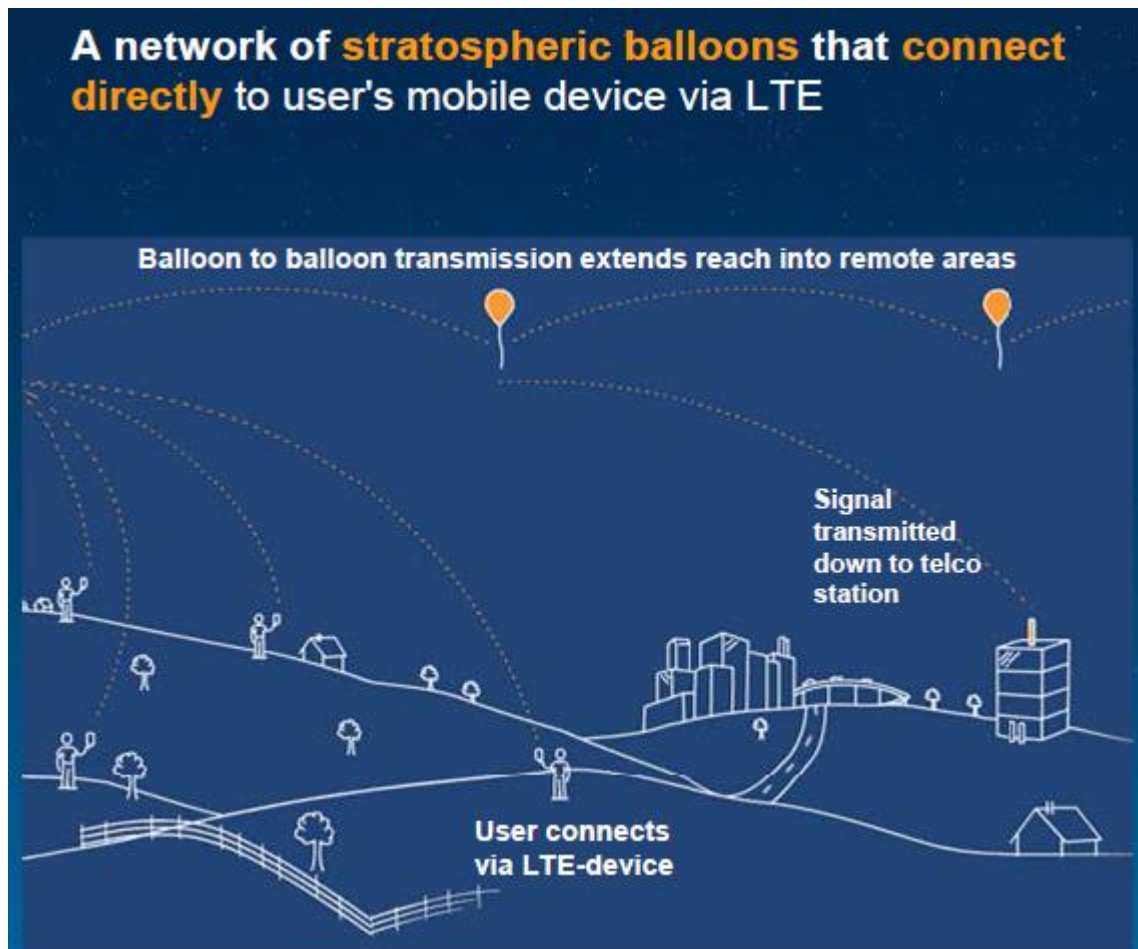 A network of stratospheric balloons that connect
directly to user's mobile device via LTE
Balloon to balloon transmission extends reach into remote areas
Signal
transmitted
down to telco
station
User connects
via LTE-device